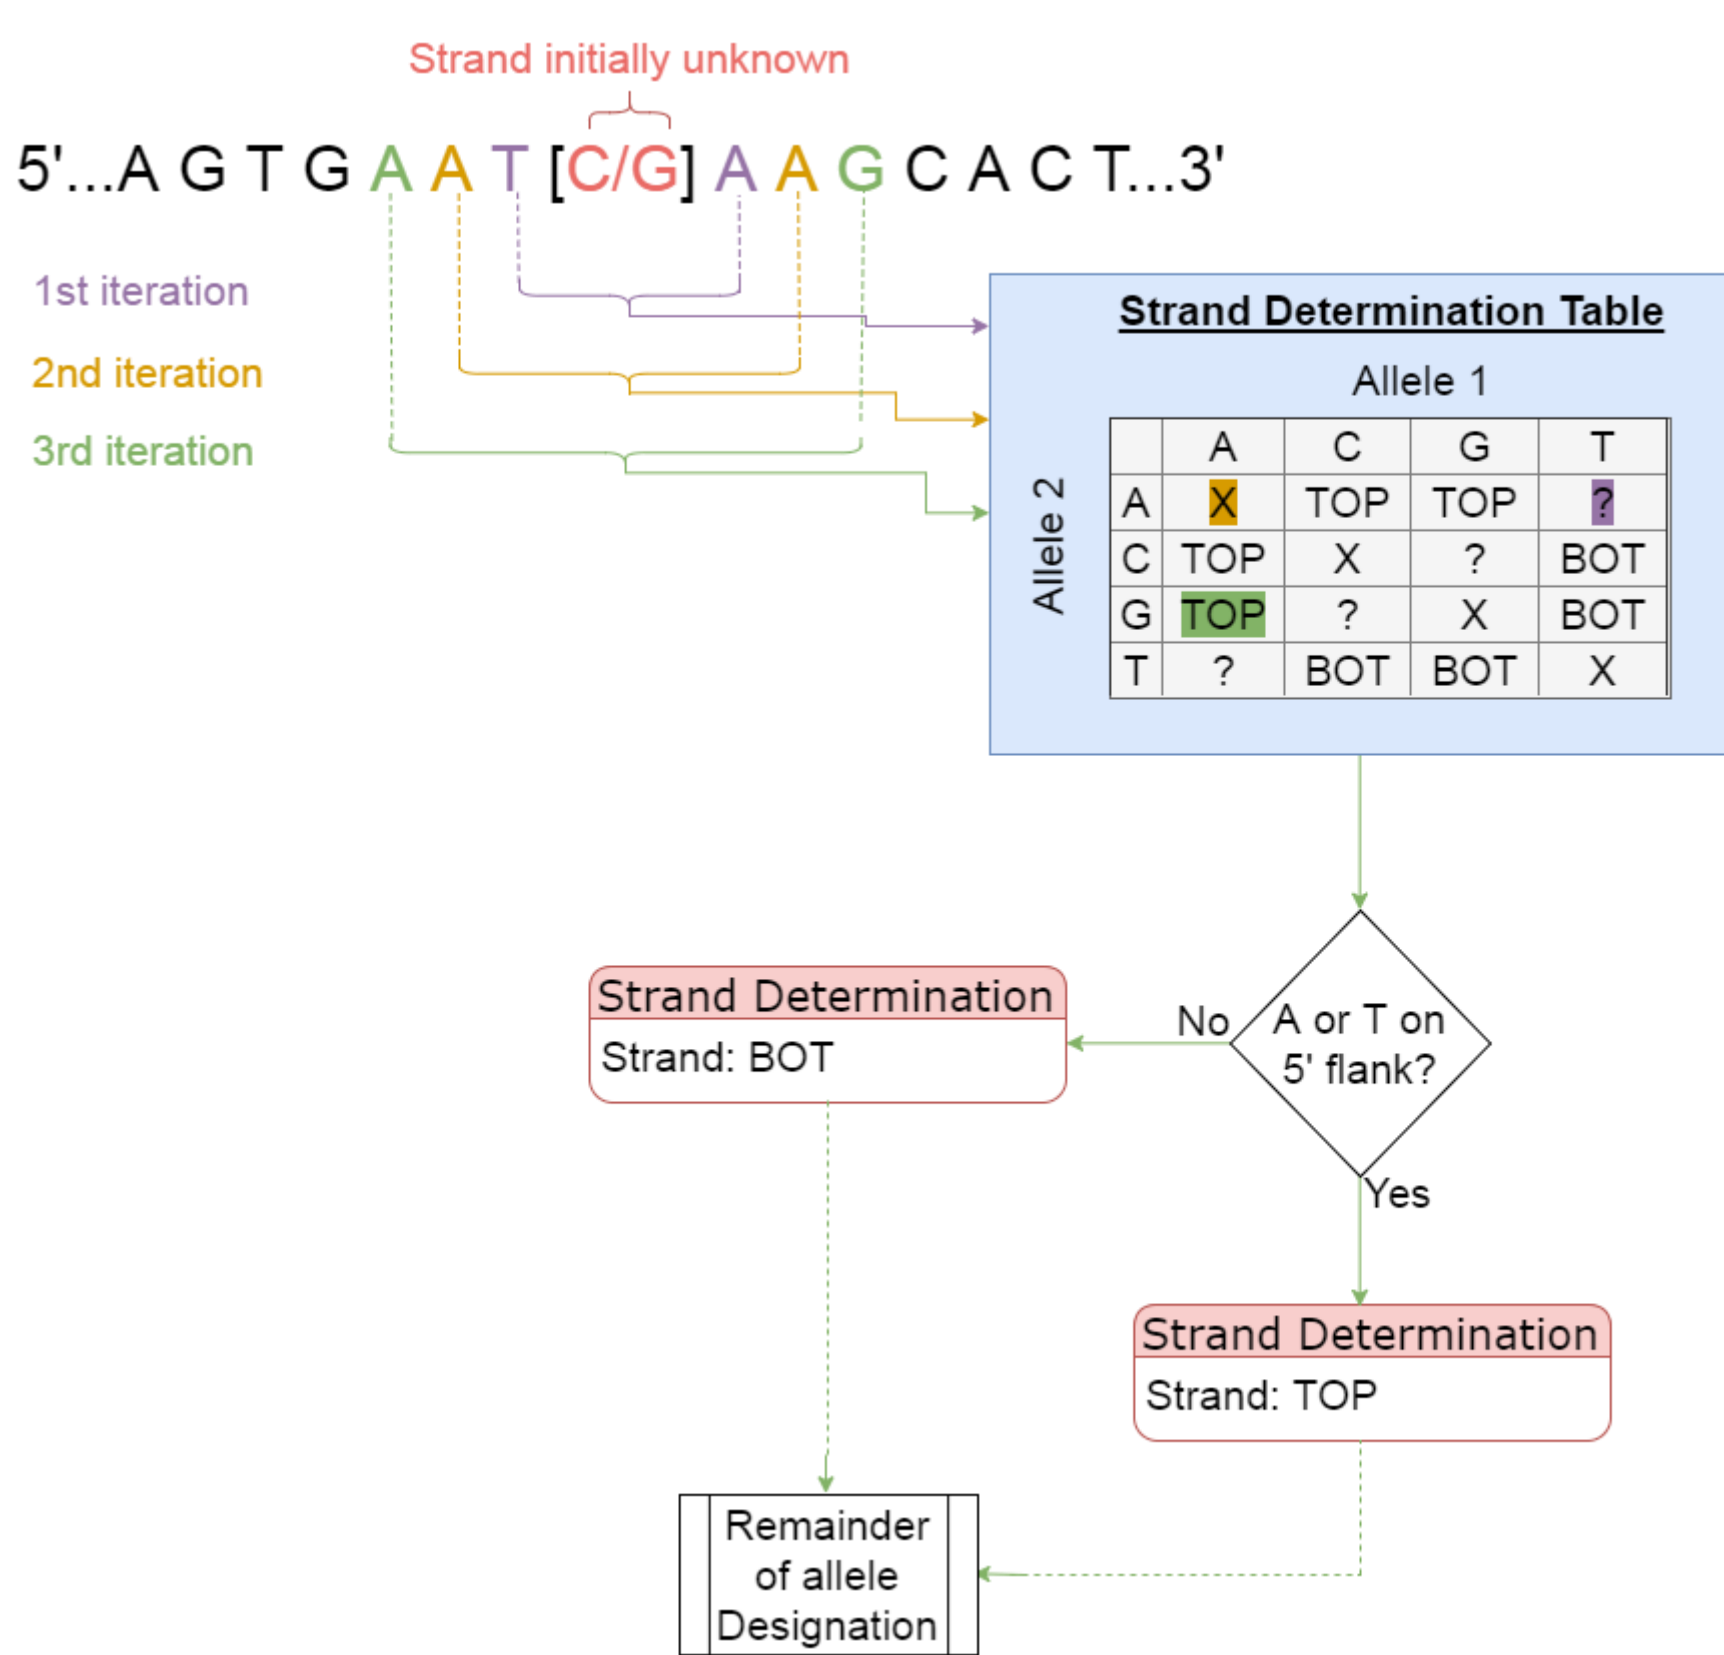 Strand initially unknown
5'...A G T G A A T [C/G] A A G C A C T...3'
1st iteration
2nd iteration
3rd iteration
Strand Determination Table
Allele 1
Allele 2
A C G T
A X TOP TOP ?
C TOP X ? BOT
G TOP ? X BOT
T ? BOT BOT X
A or T on
5' flank?
No
Yes
Strand Determination
Strand: BOT
Strand Determination
Strand: TOP
Remainder
of allele
Designation